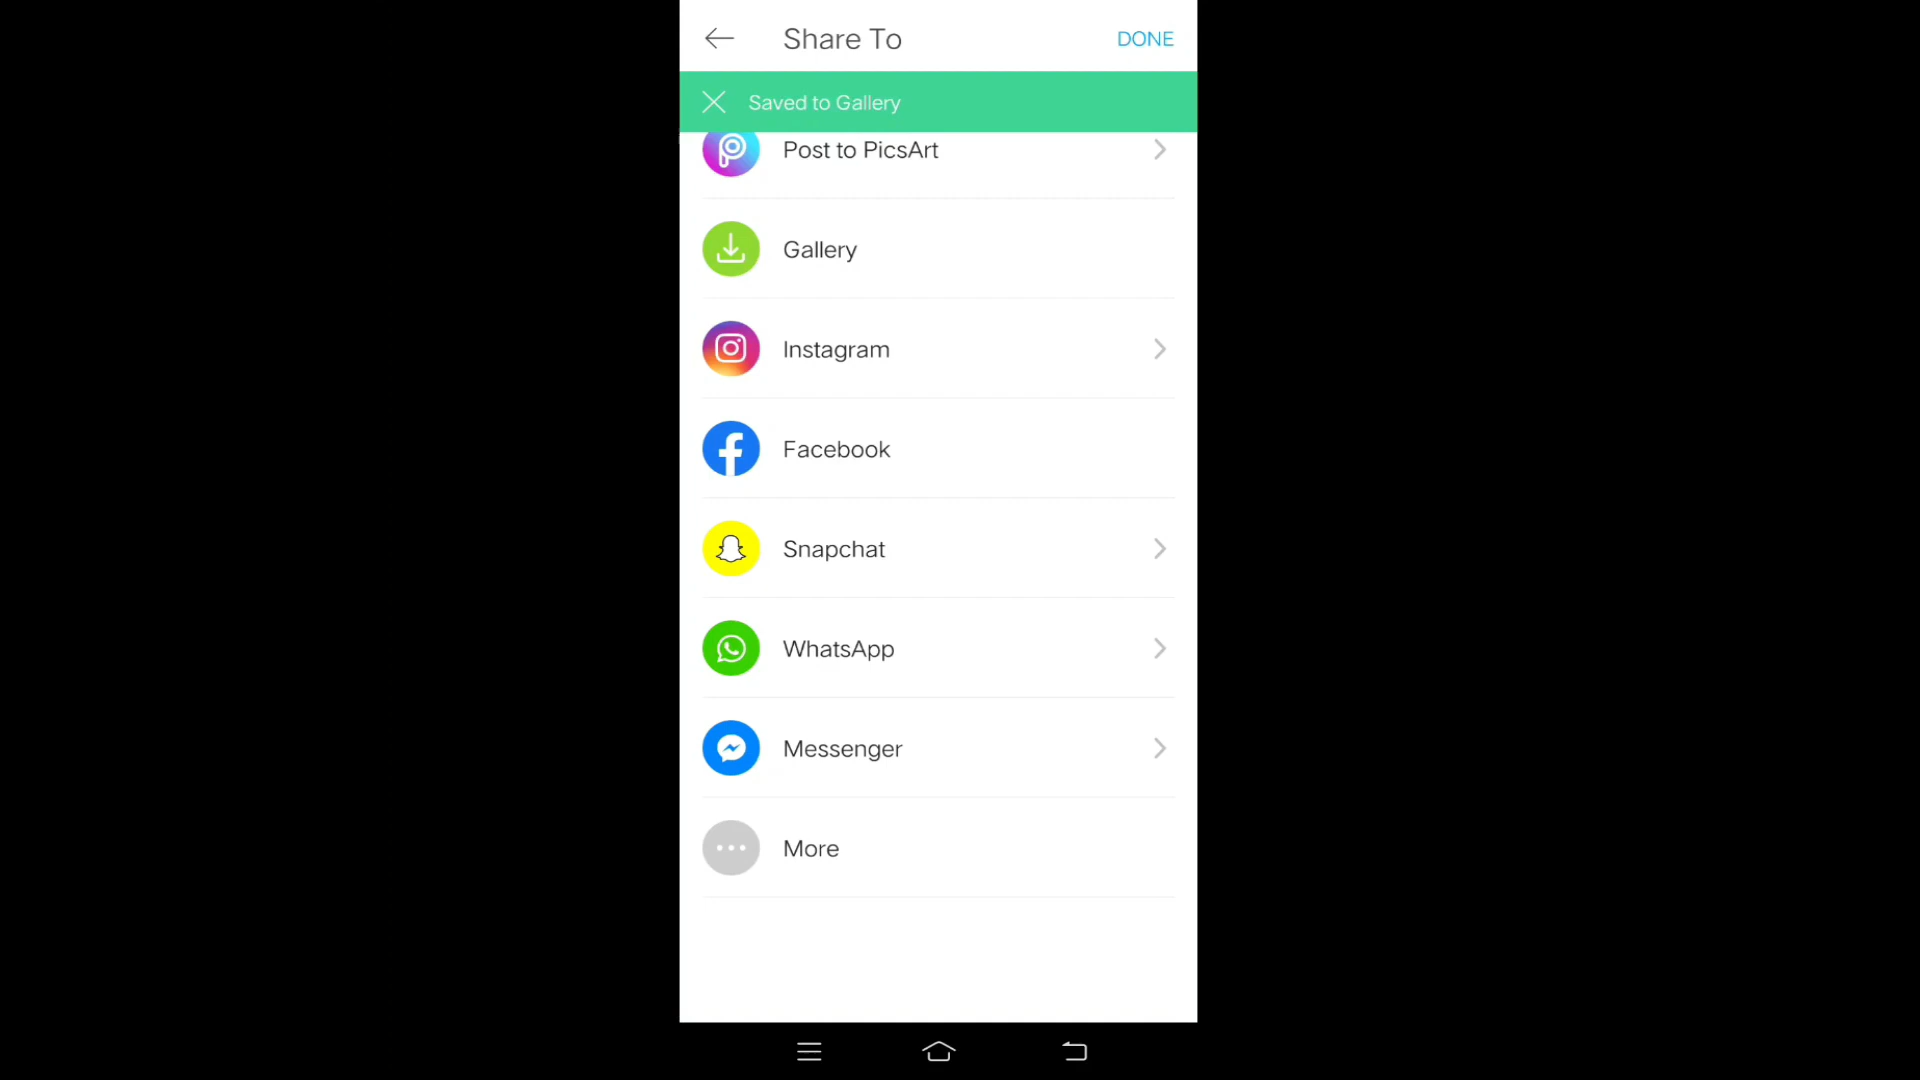 Share To
DONE
Saved to Gallery
Post to PicsArt
Gallery
Instagram
Facebook
Snapchat
WhatsApp
Messenger
More